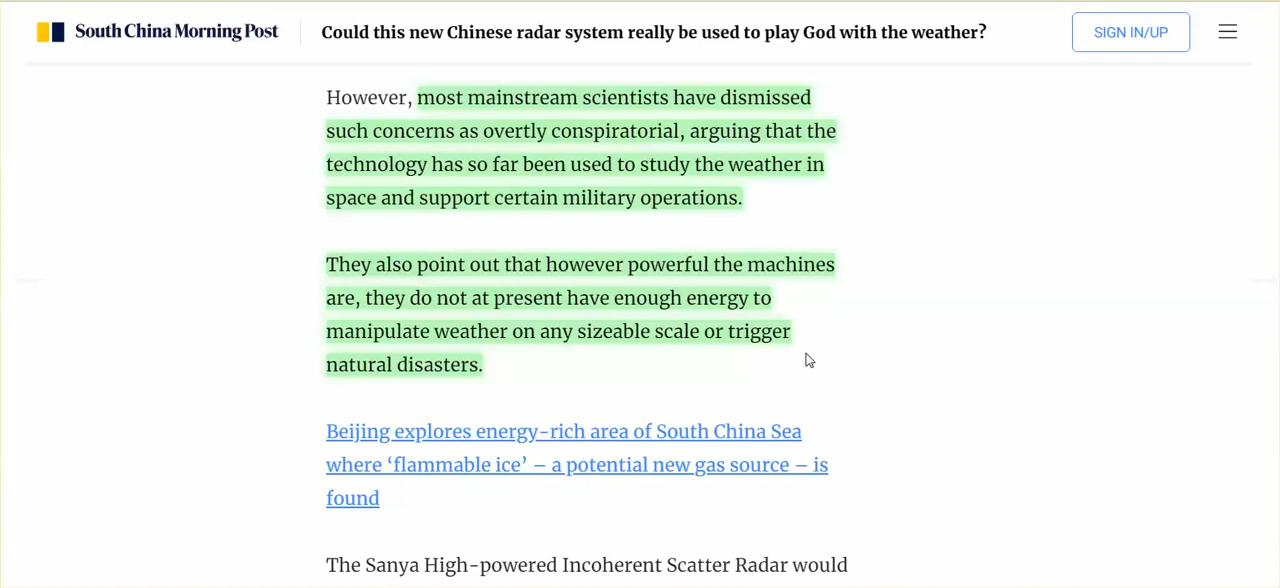 South China Morning Post
Could this new Chinese radar system really be used to play God with the weather?
SIGN IN/UP
However, most mainstream scientists have dismissed
such concerns as overtly conspiratorial, arguing that the
technology has so far been used to study the weather in
space and support certain military operations.
They also point out that however powerful the machines
are, they do not at present have enough energy to
manipulate weather on any sizeable scale or trigger
natural disasters.
Beijing explores energy-rich area of South China Sea
where ‘flammable ice’ – a potential new gas source – is
found
The Sanya High-powered Incoherent Scatter Radar would